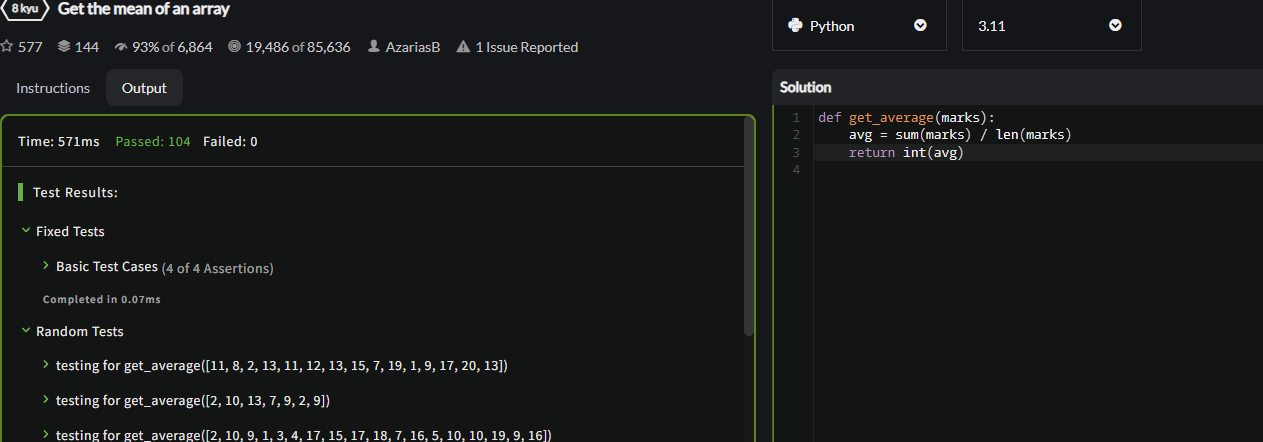 8 kyu Get the mean of an array
577 144 93% of 6,864 19,486 of 85,636 AzariasB 1 Issue Reported
Instructions Output
Time: 571ms Passed: 104 Failed: 0
Test Results:
Fixed Tests
Basic Test Cases (4 of 4 Assertions)
Completed in 0.07ms
Random Tests
testing for get_average([11, 8, 2, 13, 11, 12, 13, 15, 7, 19, 1, 9, 17, 20, 13])
testing for get_average([2, 10, 13, 7, 9, 2, 9])
testing for get_average([2, 10, 9, 1, 3, 4, 17, 15, 17, 18, 7, 16, 5, 10, 10, 19, 9, 16])
Python 3.11
Solution
1 def get_average(marks):
2 avg = sum(marks) / len(marks)
3 return int(avg)
4